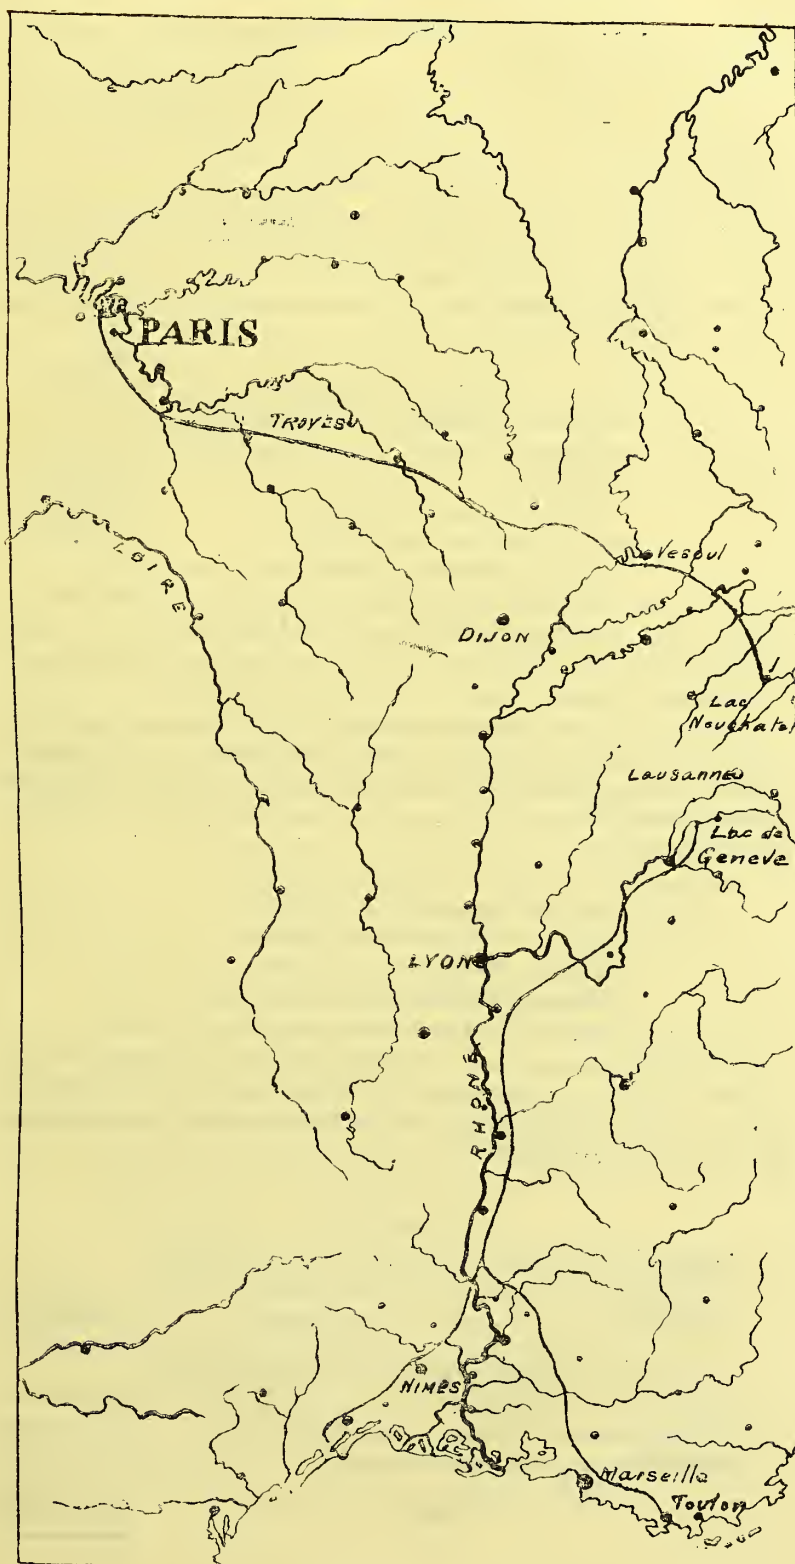 PARIS
TROYES
LOIRE
Vesoul
DIJON
Lac
Neuchatel
Lausanne
Lac de
Geneve
LYON
RHONE
NIMES
Marseille
Toulon